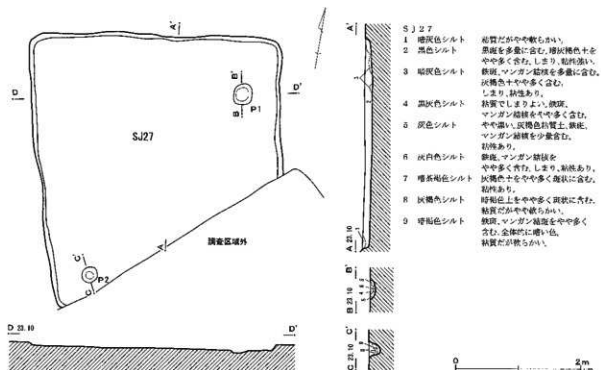 A'
D
D'
B'
B
P1
SJ27
A
調査区域外
C'
C
P2
D 23.10
D'
A'
A 23.10
B'
B 23.10
C'
C 23.10
SJ27
1 暗灰色シルト 粘質だがやや軟らかい。
2 黒色シルト 黒斑を多量に含む、暗灰褐色土を
やや多く含む。しまり、粘性強い。
3 暗灰色シルト 鉄斑、マンガン結核を多量に含む。
灰褐色土やや多く含む。
しまり、粘性あり。
4 黒灰色シルト 粘質でしまりよい、鉄斑、
マンガン結核をやや多く含む。
5 灰色シルト やや黒い、灰褐色粘質土、鉄斑、
マンガン結核を少量含む。
粘性あり。
6 灰白色シルト 鉄斑、マンガン結核を
やや多く含む、しまり、粘性あり。
7 暗茶褐色シルト 灰褐色土をやや多く斑状に含む。
粘性あり。
8 灰褐色シルト 暗褐色土をやや多く斑状に含む。
粘質だがやや軟らかい。
9 暗褐色シルト 鉄斑、マンガン結斑をやや多く
含む、全体的に暗い色。
粘質だが軟らかい。
0 2m